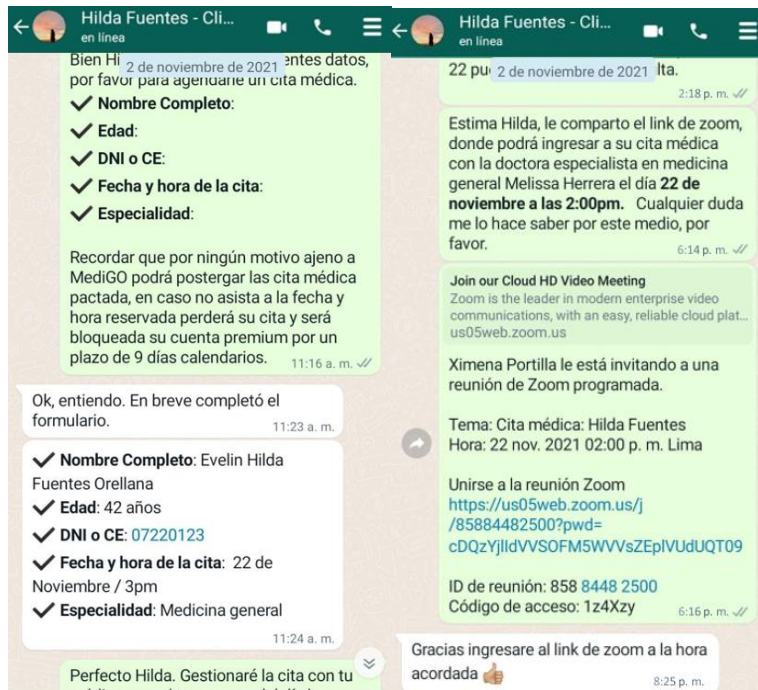 Hilda Fuentes - Cli...
en línea
2 de noviembre de 2021
Bien Hi entes datos,
por favor para agendarle un cita médica.
Nombre Completo:
Edad:
DNI o CE:
Fecha y hora de la cita:
Especialidad:
Recordar que por ningún motivo ajeno a
MediGO podrá postergar las cita médica
pactada, en caso no asista a la fecha y
hora reservada perderá su cita y será
bloqueada su cuenta premium por un
plazo de 9 días calendarios.
11:16 a. m.
Ok, entiendo. En breve completó el
formulario.
11:23 a. m.
Nombre Completo: Evelin Hilda
Fuentes Orellana
Edad: 42 años
DNI o CE: 07220123
Fecha y hora de la cita: 22 de
Noviembre / 3pm
Especialidad: Medicina general
11:24 a. m.
Perfecto Hilda. Gestionaré la cita con tu
Hilda Fuentes - Cli...
en línea
22 pu lta.
2 de noviembre de 2021
2:18 p. m.
Estima Hilda, le comparto el link de zoom,
donde podrá ingresar a su cita médica
con la doctora especialista en medicina
general Melissa Herrera el día 22 de
noviembre a las 2:00pm. Cualquier duda
me lo hace saber por este medio, por
favor.
6:14 p. m.
Join our Cloud HD Video Meeting
Zoom is the leader in modern enterprise video
communications, with an easy, reliable cloud plat...
us05web.zoom.us
Ximena Portilla le está invitando a una
reunión de Zoom programada.
Tema: Cita médica: Hilda Fuentes
Hora: 22 nov. 2021 02:00 p. m. Lima
Unirse a la reunión Zoom
https://us05web.zoom.us/j
/85884482500?pwd=
cDQzYjlIdVVSOFM5WVVsZEplVUdUQT09
ID de reunión: 858 8448 2500
Código de acceso: 1z4Xzy
6:16 p. m.
Gracias ingresare al link de zoom a la hora
acordada 👍🏼
8:25 p. m.